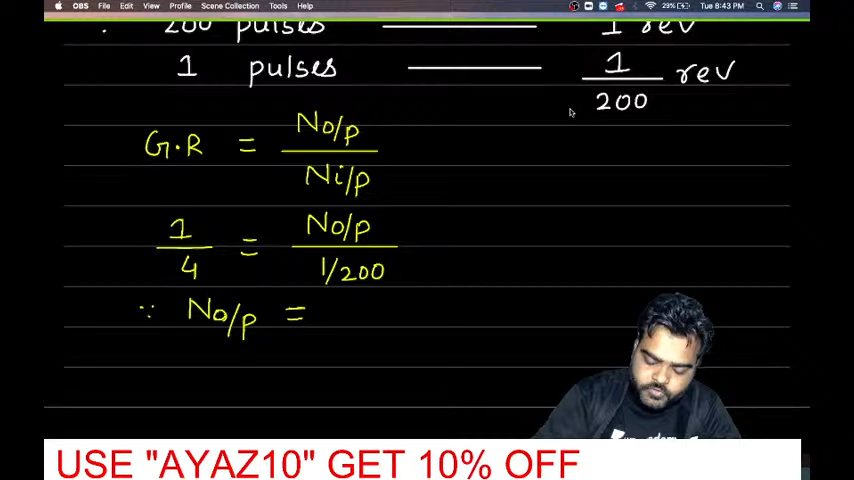 OBS File Edit View Profile Scene Collection Tools Help 29% Tue 8:43 PM
200 pulses 1 rev
1 pulses 1/200 rev
G.R = No/p / Ni/p
1/4 = No/p / 1/200
∵ No/p =
USE "AYAZ10" GET 10% OFF